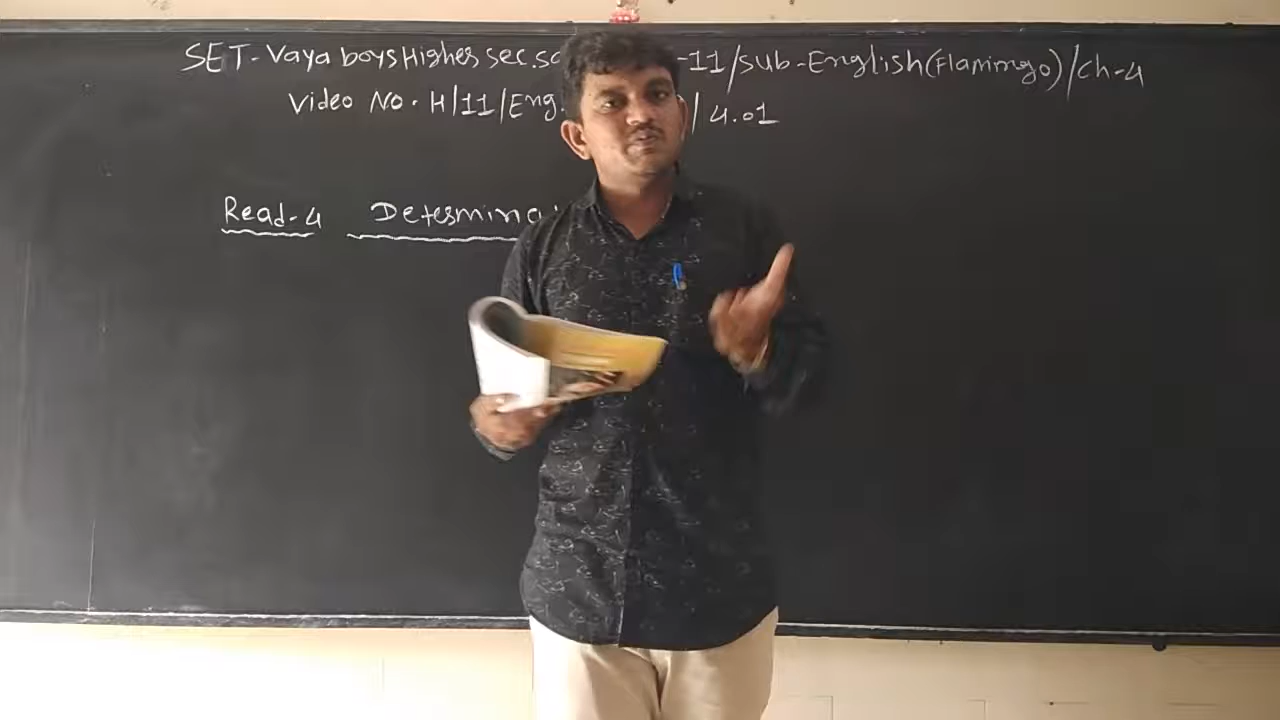 SET-Vaya boys Higher sec. sc -11/sub-English(Flamingo)/ch-4
Video No. H/11/Eng. / 4.01
Read-4 Determina